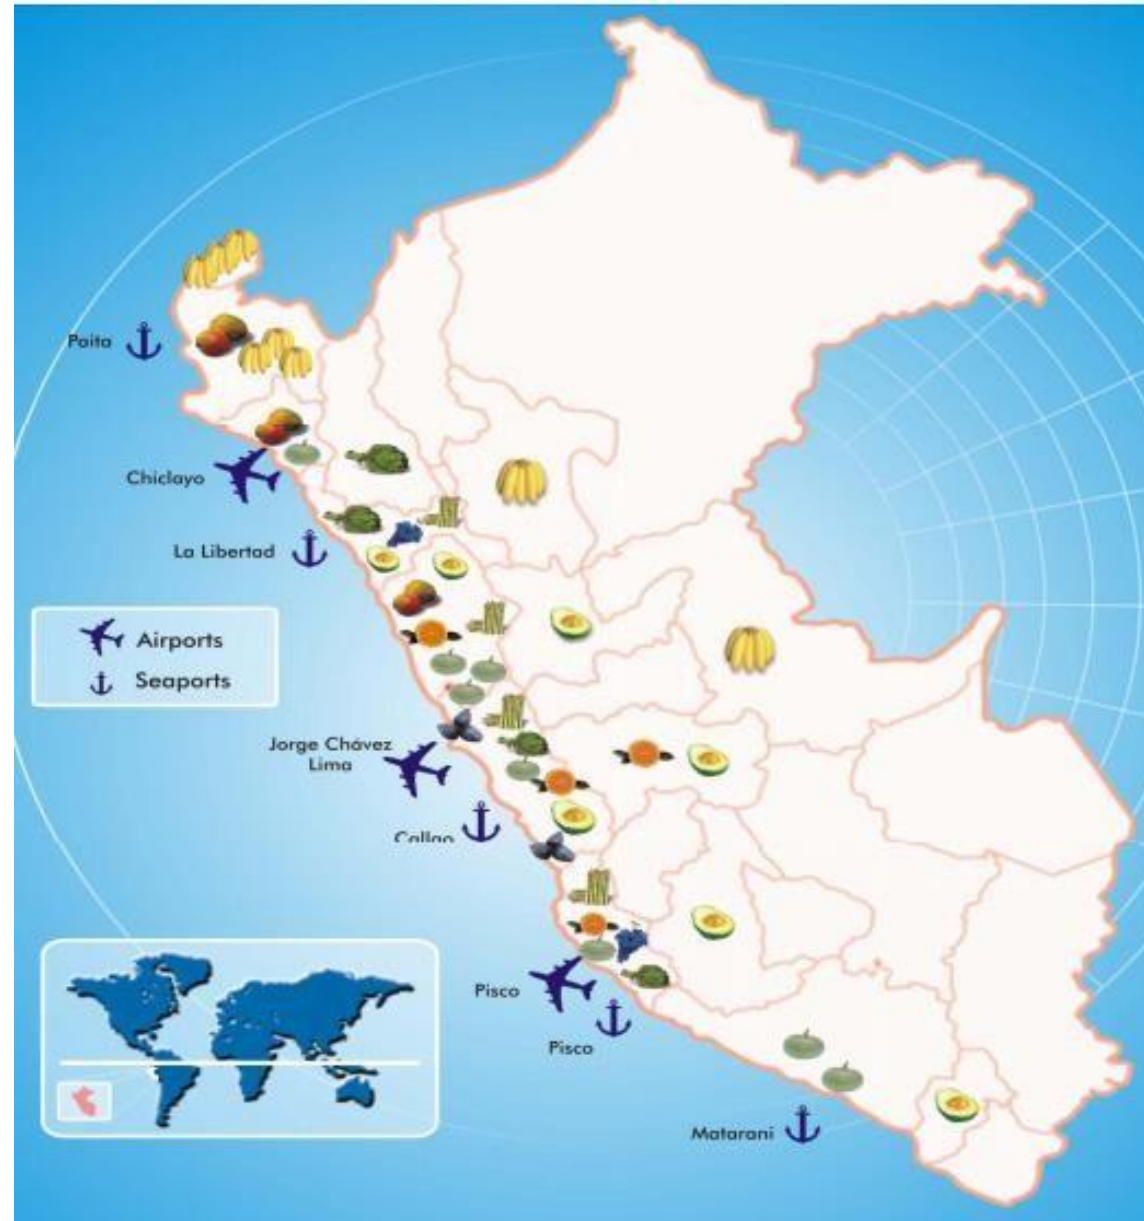 Paita
Chiclayo
La Libertad
Airports
Seaports
Jorge Chávez
Lima
Callao
Pisco
Pisco
Matarani